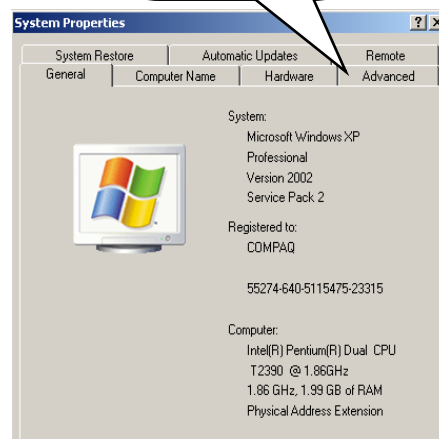 System Properties
System Restore Automatic Updates Remote
General Computer Name Hardware Advanced
System:
Microsoft Windows XP
Professional
Version 2002
Service Pack 2
Registered to:
COMPAQ
55274-640-5115475-23315
Computer:
Intel(R) Pentium(R) Dual CPU
T2390 @ 1.86GHz
1.86 GHz, 1.99 GB of RAM
Physical Address Extension